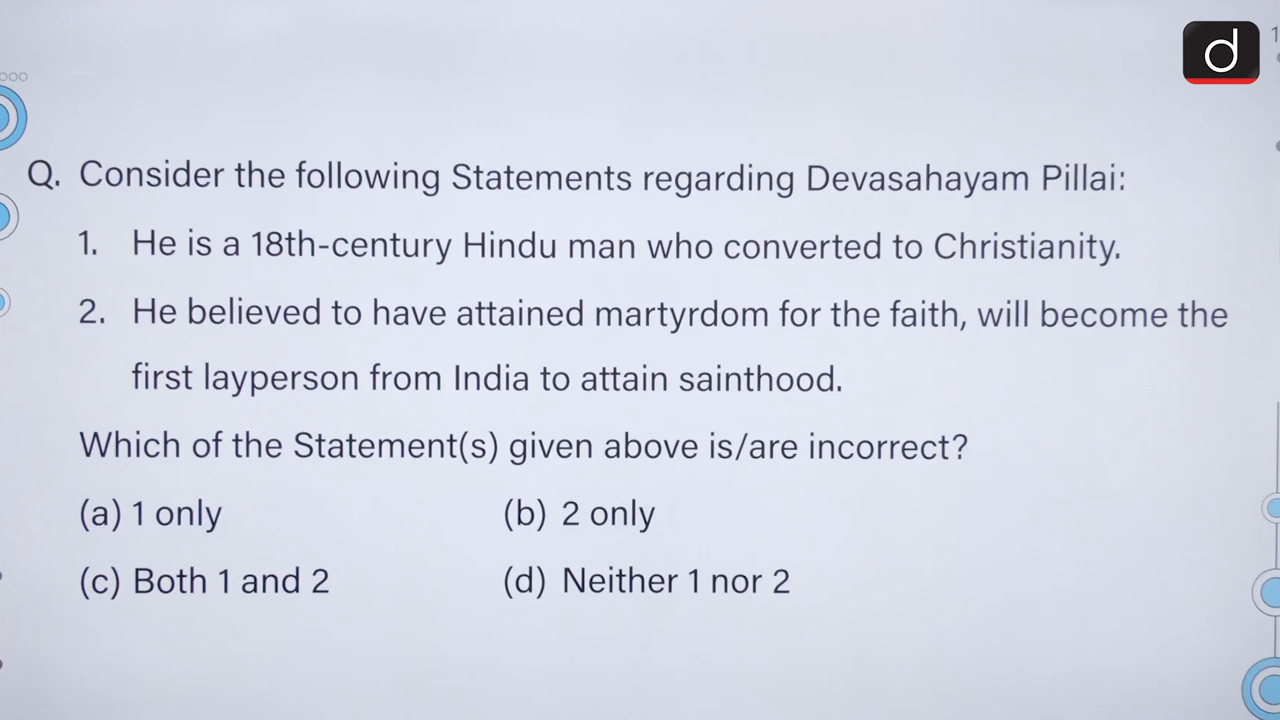 d
1
Q. Consider the following Statements regarding Devasahayam Pillai:
1. He is a 18th-century Hindu man who converted to Christianity.
2. He believed to have attained martyrdom for the faith, will become the
first layperson from India to attain sainthood.
Which of the Statement(s) given above is/are incorrect?
(a) 1 only (b) 2 only
(c) Both 1 and 2 (d) Neither 1 nor 2